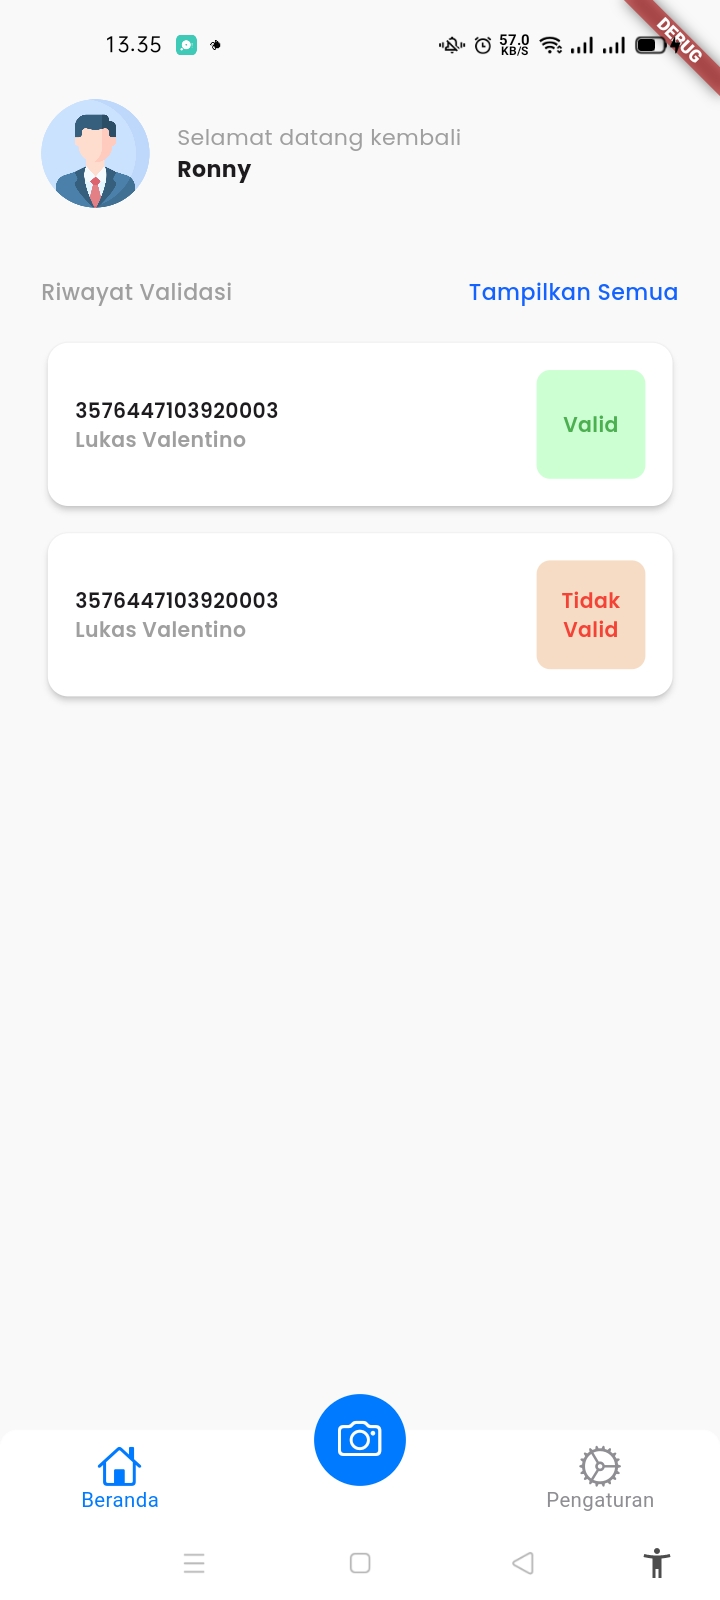 13.35
57.0
KB/S
DEBUG
Selamat datang kembali
Ronny
Riwayat Validasi
Tampilkan Semua
3576447103920003
Lukas Valentino
Valid
3576447103920003
Lukas Valentino
Tidak
Valid
Beranda
Pengaturan